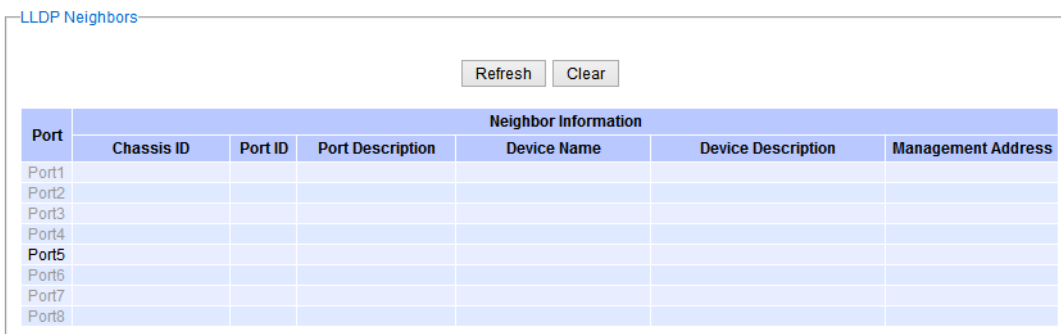 LLDP Neighbors
Refresh Clear
Port Neighbor Information
Chassis ID Port ID Port Description Device Name Device Description Management Address
Port1
Port2
Port3
Port4
Port5
Port6
Port7
Port8